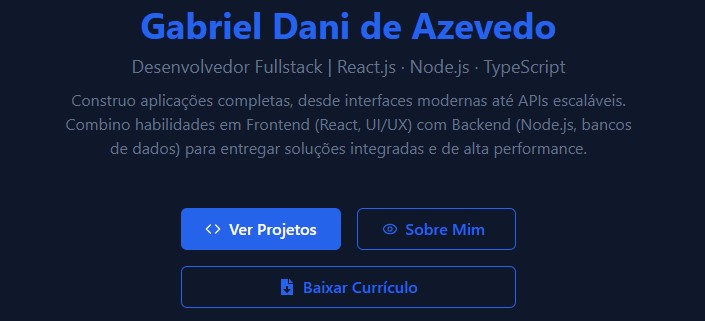 Gabriel Dani de Azevedo
Desenvolvedor Fullstack | React.js · Node.js · TypeScript
Construo aplicações completas, desde interfaces modernas até APIs escaláveis.
Combino habilidades em Frontend (React, UI/UX) com Backend (Node.js, bancos
de dados) para entregar soluções integradas e de alta performance.
Ver Projetos
Sobre Mim
Baixar Currículo